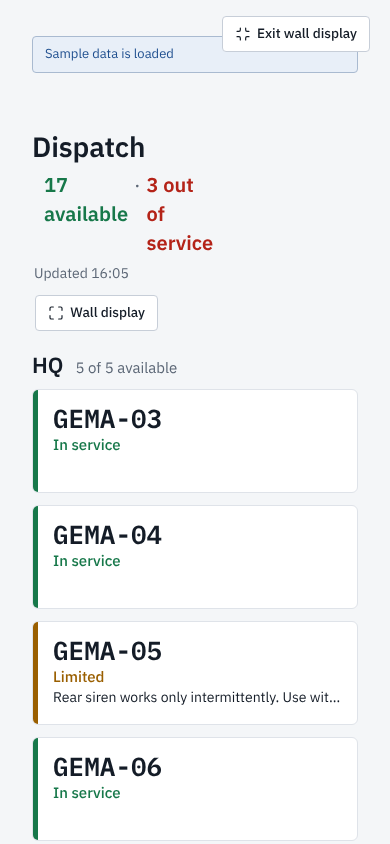 Exit wall display
Sample data is loaded
Dispatch
17 available · 3 out of service
Updated 16:05
Wall display
HQ 5 of 5 available
GEMA-03
In service
GEMA-04
In service
GEMA-05
Limited
Rear siren works only intermittently. Use wit...
GEMA-06
In service